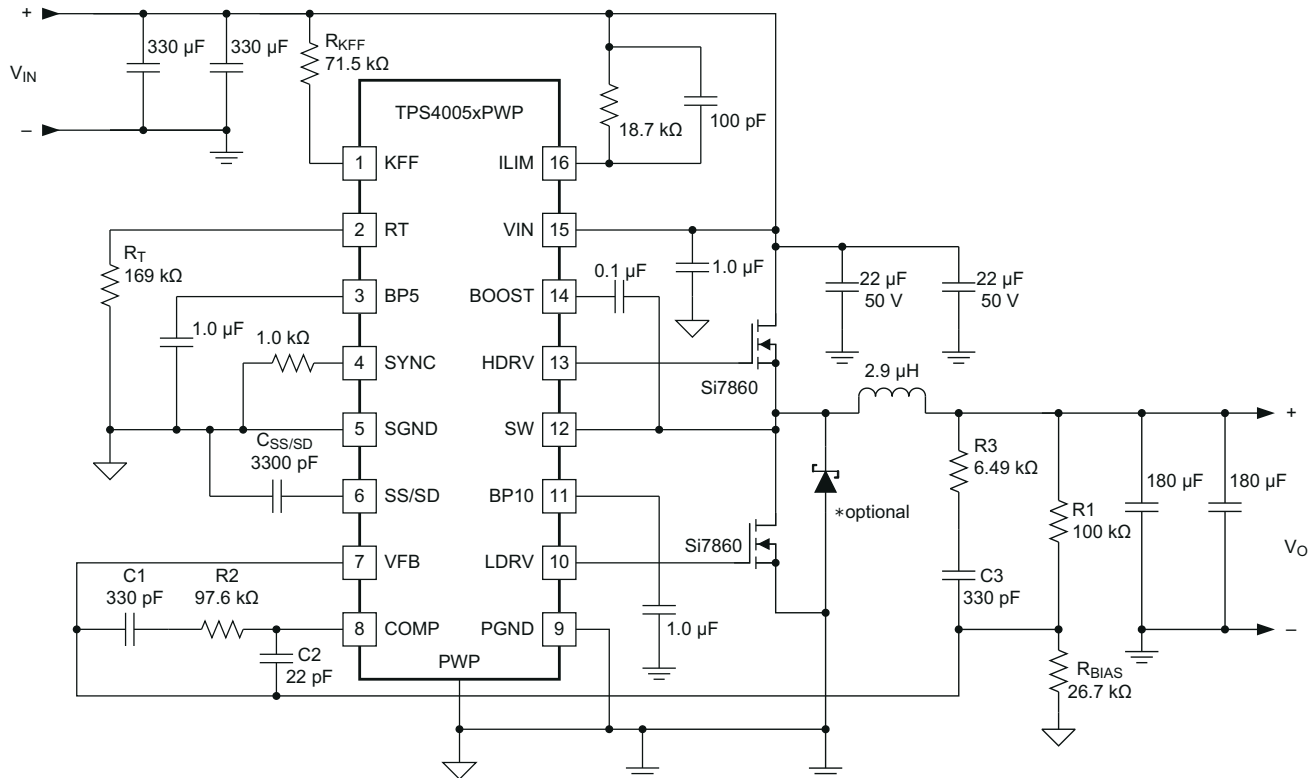 +
330 µF
330 µF
R_KFF
71.5 kΩ
V_IN
–
TPS4005xPWP
18.7 kΩ
100 pF
1 KFF
ILIM 16
2 RT
VIN 15
R_T
169 kΩ
1.0 µF
22 µF
50 V
22 µF
50 V
0.1 µF
3 BP5
BOOST 14
1.0 µF
1.0 kΩ
4 SYNC
HDRV 13
Si7860
2.9 µH
+
5 SGND
SW 12
C_SS/SD
3300 pF
R3
6.49 kΩ
6 SS/SD
BP10 11
*optional
180 µF
180 µF
R1
100 kΩ
Si7860
V_O
7 VFB
LDRV 10
C1
330 pF
R2
97.6 kΩ
C3
330 pF
8 COMP
PGND 9
1.0 µF
–
C2
22 pF
PWP
R_BIAS
26.7 kΩ